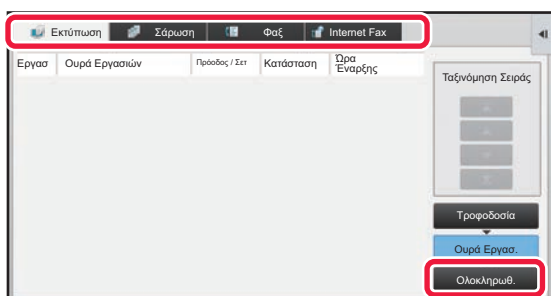 Εκτύπωση Σάρωση Φαξ Internet Fax
Εργασ Ουρά Εργασιών Πρόοδος / Σετ Κατάσταση Ώρα
Έναρξης
Ταξινόμηση Σειράς
Τροφοδοσία
Ουρά Εργασ.
Ολοκληρωθ.